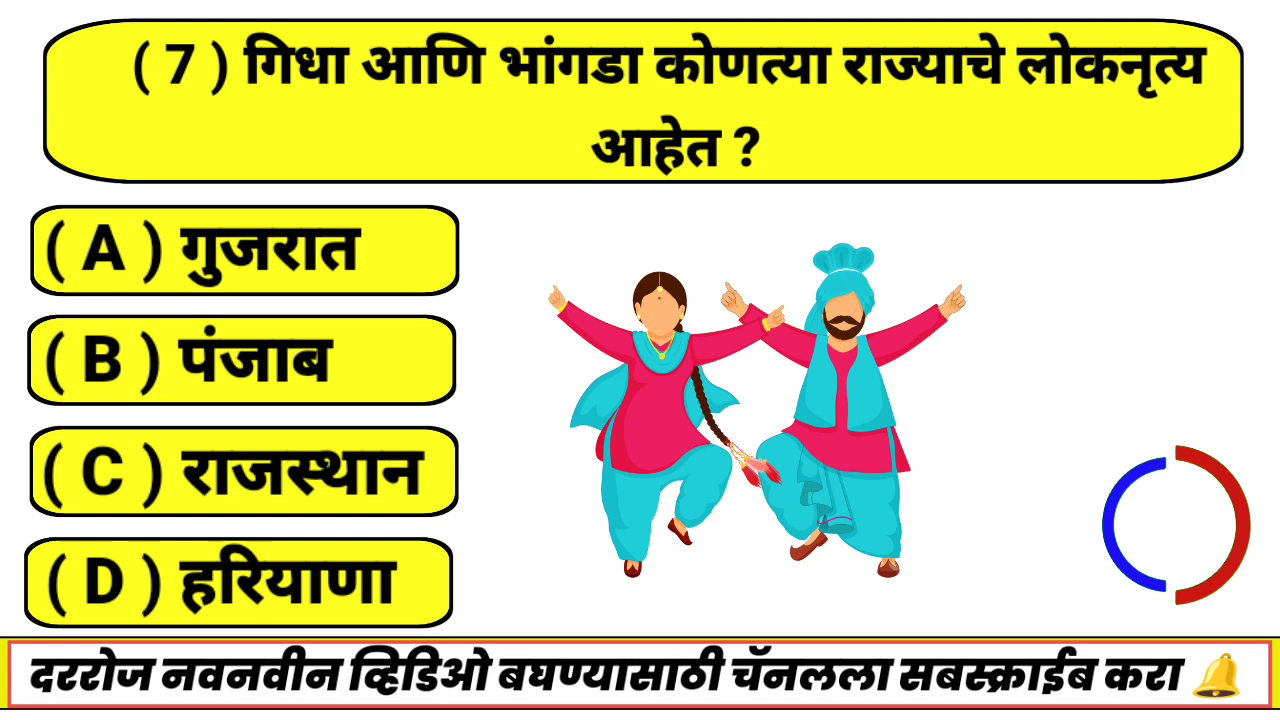 ( 7 ) गिधा आणि भांगडा कोणत्या राज्याचे लोकनृत्य
आहेत ?
( A ) गुजरात
( B ) पंजाब
( C ) राजस्थान
( D ) हरियाणा
दररोज नवनवीन व्हिडिओ बघण्यासाठी चॅनलला सबस्क्राईब करा